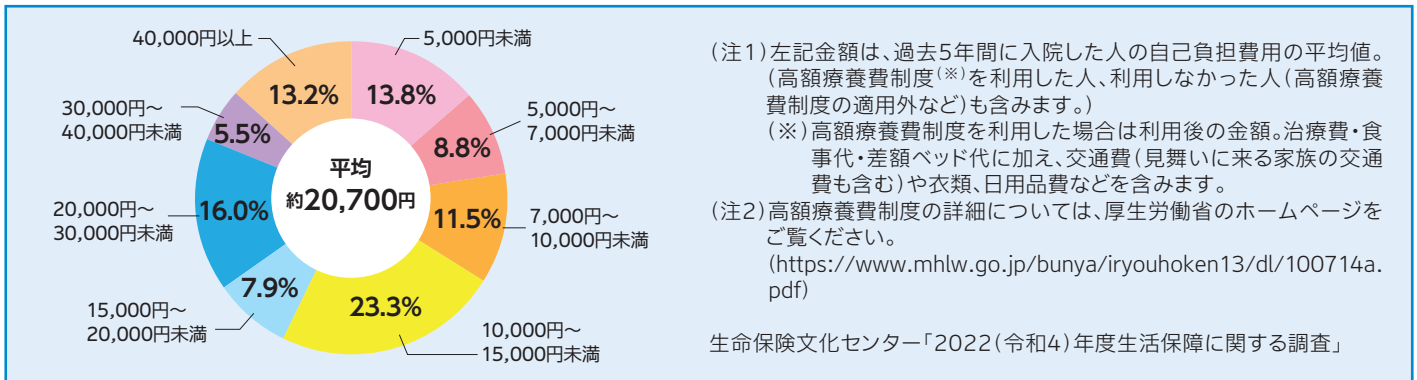 40,000円以上
13.2%
5,000円未満
13.8%
5,000円～
7,000円未満
8.8%
7,000円～
10,000円未満
11.5%
10,000円～
15,000円未満
23.3%
15,000円～
20,000円未満
7.9%
20,000円～
30,000円未満
16.0%
30,000円～
40,000円未満
5.5%
平均
約20,700円
(注1)左記金額は、過去5年間に入院した人の自己負担費用の平均値。
(高額療養費制度(※)を利用した人、利用しなかった人(高額療養
費制度の適用外など)も含みます。)
(※)高額療養費制度を利用した場合は利用後の金額。治療費・食
事代・差額ベッド代に加え、交通費(見舞いに来る家族の交通
費も含む)や衣類、日用品費などを含みます。
(注2)高額療養費制度の詳細については、厚生労働省のホームページを
ご覧ください。
(https://www.mhlw.go.jp/bunya/iryouhoken13/dl/100714a.
pdf)
生命保険文化センター「2022(令和4)年度生活保障に関する調査」